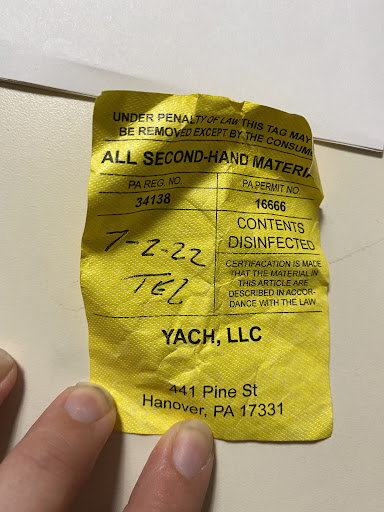 UNDER PENALTY OF LAW THIS TAG MAY
BE REMOVED EXCEPT BY THE CONSUM
ALL SECOND-HAND MATERIA
PA REG. NO
34138
PA PERMIT NO
16666
7-2-22
CONTENTS
DISINFECTED
CERTIFACATION IS MADE
THAT THE MATERIAL IN
THIS ARTICLE ARE
DESCRIBED IN ACCOR-
DANCE WITH THE LAW
YACH, LLC
441 Pine St
Hanover, PA 17331